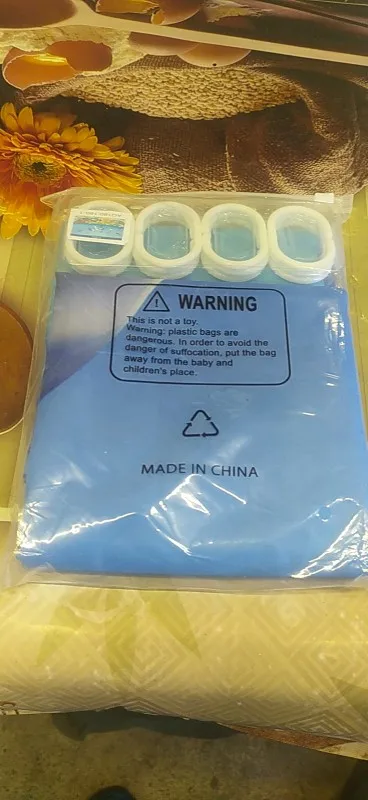 WARNING
This is not a toy.
Warning: plastic bags are
dangerous. In order to avoid the
danger of suffocation, put the bag
away from the baby and
children's place.
MADE IN CHINA